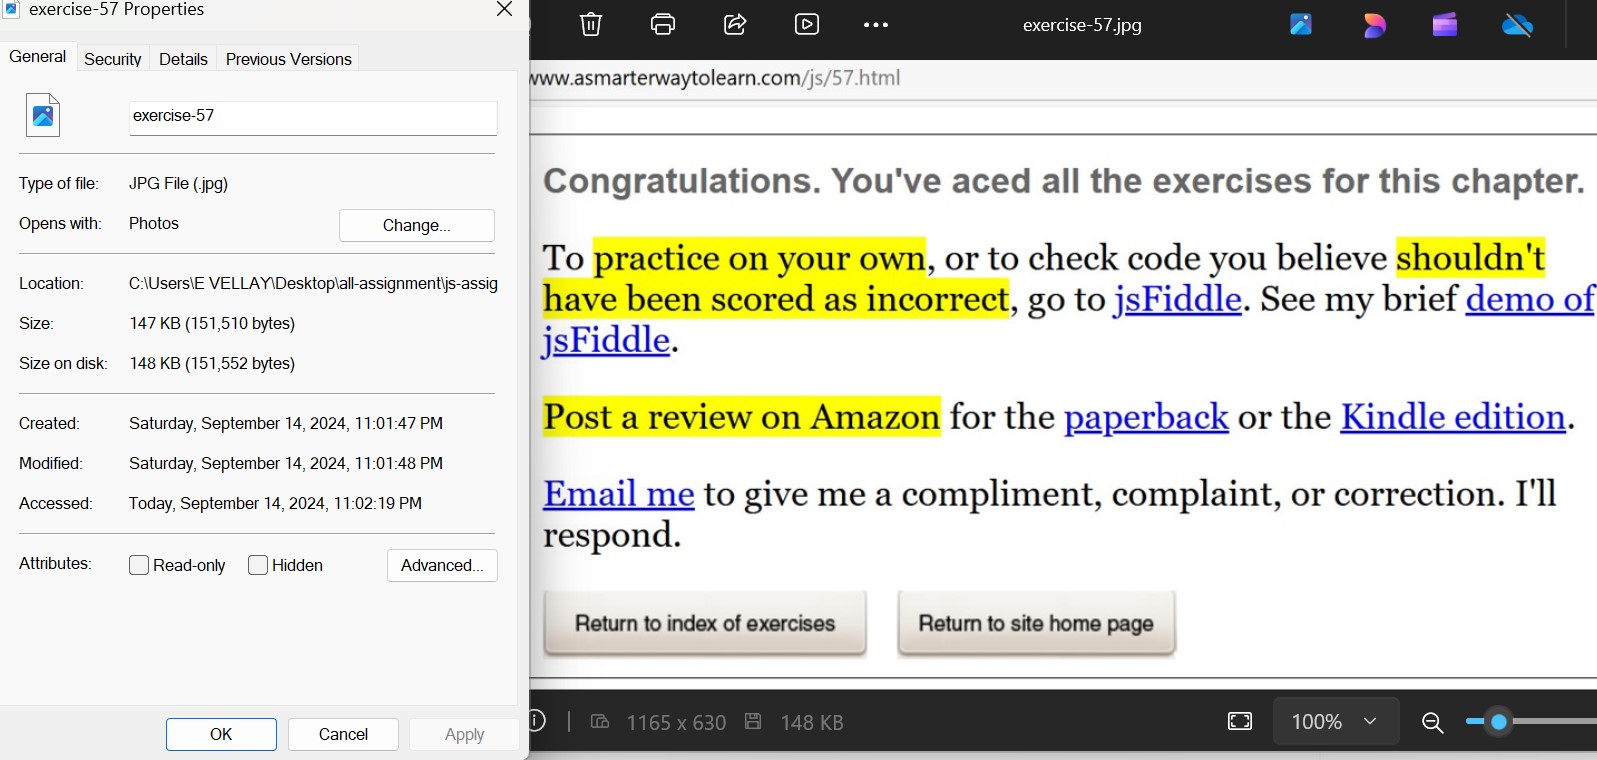 exercise-57 Properties
General
Security
Details
Previous Versions
exercise-57
Type of file:
JPG File (.jpg)
Opens with:
Photos
Change...
Location:
C:\Users\E VELLAY\Desktop\all-assignment\js-assig
Size:
147 KB (151,510 bytes)
Size on disk:
148 KB (151,552 bytes)
Created:
Saturday, September 14, 2024, 11:01:47 PM
Modified:
Saturday, September 14, 2024, 11:01:48 PM
Accessed:
Today, September 14, 2024, 11:02:19 PM
Attributes:
Read-only
Hidden
Advanced...
OK
Cancel
Apply
exercise-57.jpg
www.asmarterwaytolearn.com/js/57.html
Congratulations. You've aced all the exercises for this chapter.
To practice on your own, or to check code you believe shouldn't
have been scored as incorrect, go to jsFiddle. See my brief demo of
jsFiddle.
Post a review on Amazon for the paperback or the Kindle edition.
Email me to give me a compliment, complaint, or correction. I'll
respond.
Return to index of exercises
Return to site home page
1165 x 630
148 KB
100%